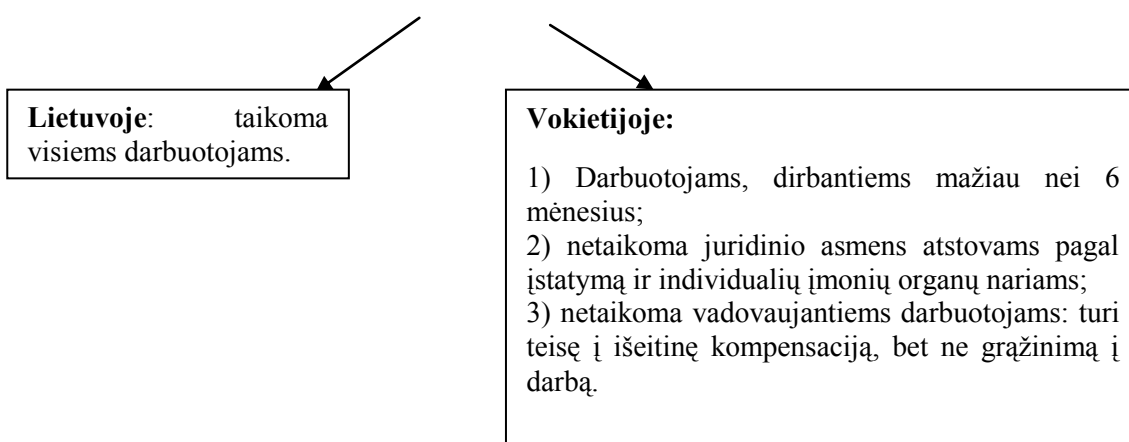 Lietuvoje: taikoma
visiems darbuotojams.
Vokietijoje:
1) Darbuotojams, dirbantiems mažiau nei 6
mėnesius;
2) netaikoma juridinio asmens atstovams pagal
įstatymą ir individualių įmonių organų nariams;
3) netaikoma vadovaujantiems darbuotojams: turi
teisę į išeitinę kompensaciją, bet ne grąžinimą į
darbą.